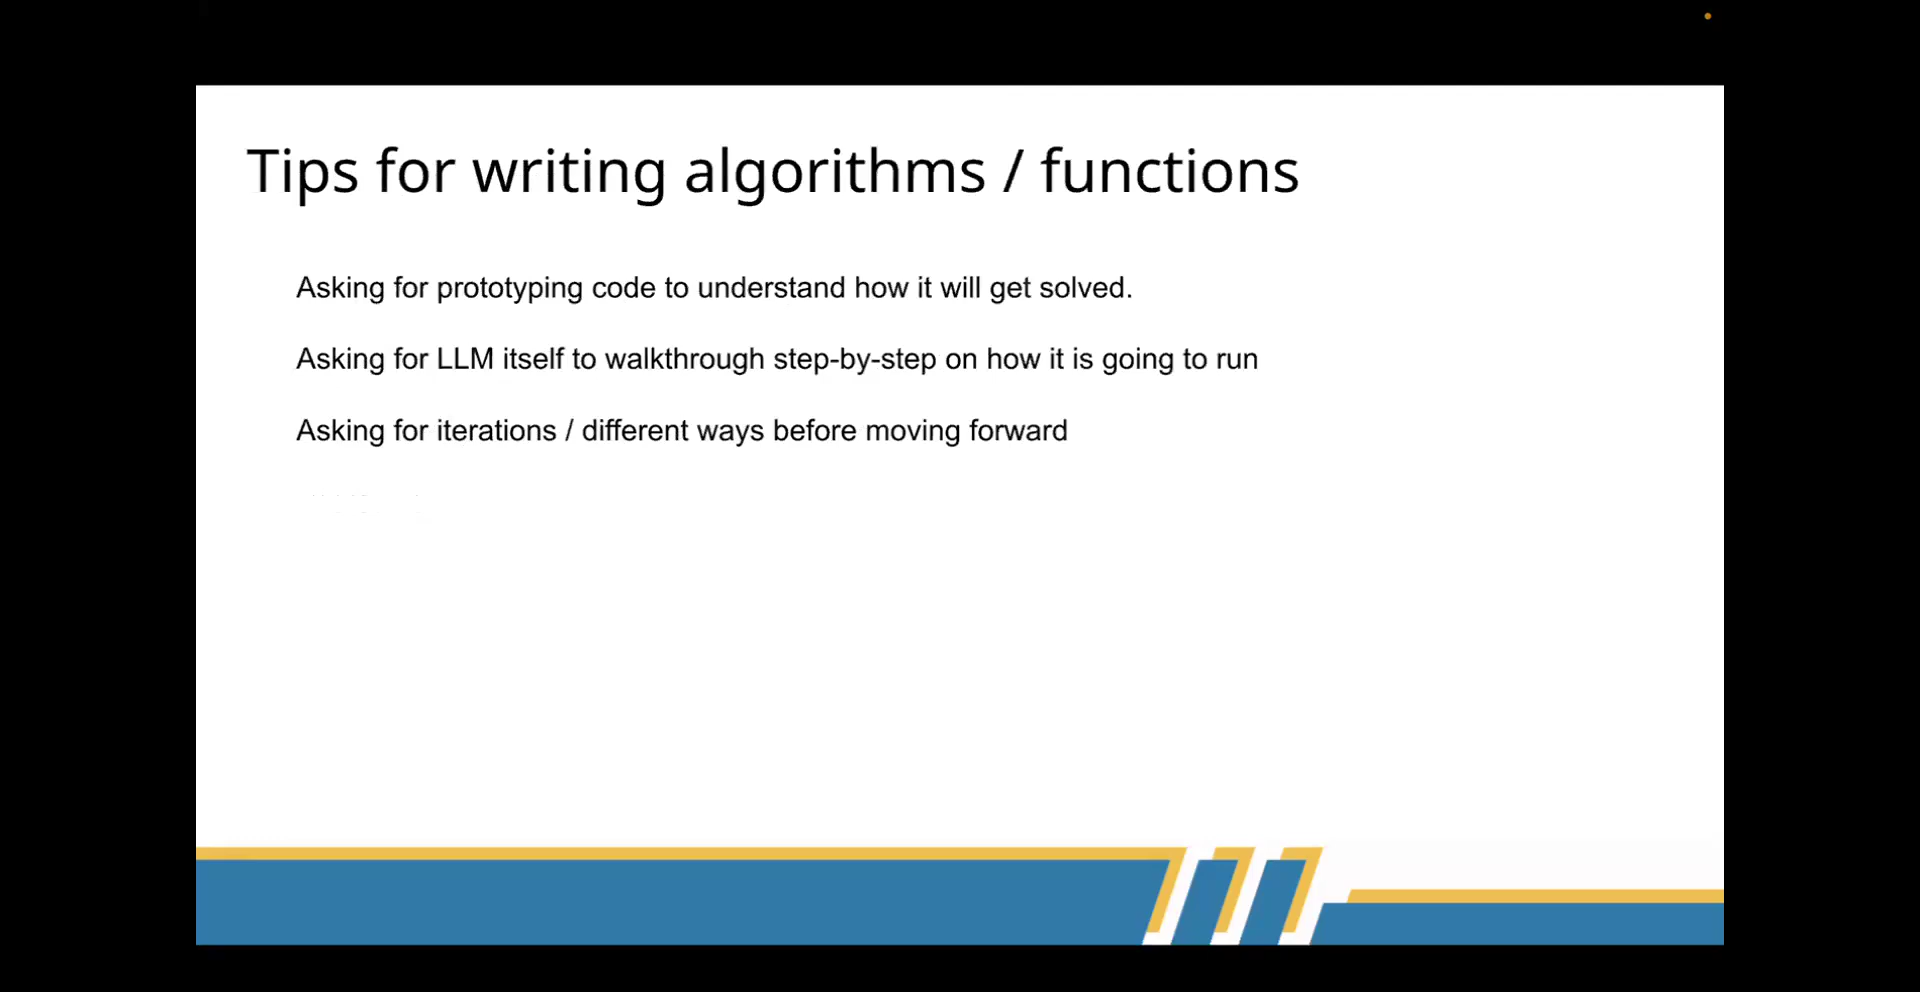 Tips for writing algorithms / functions
Asking for prototyping code to understand how it will get solved.
Asking for LLM itself to walkthrough step-by-step on how it is going to run
Asking for iterations / different ways before moving forward